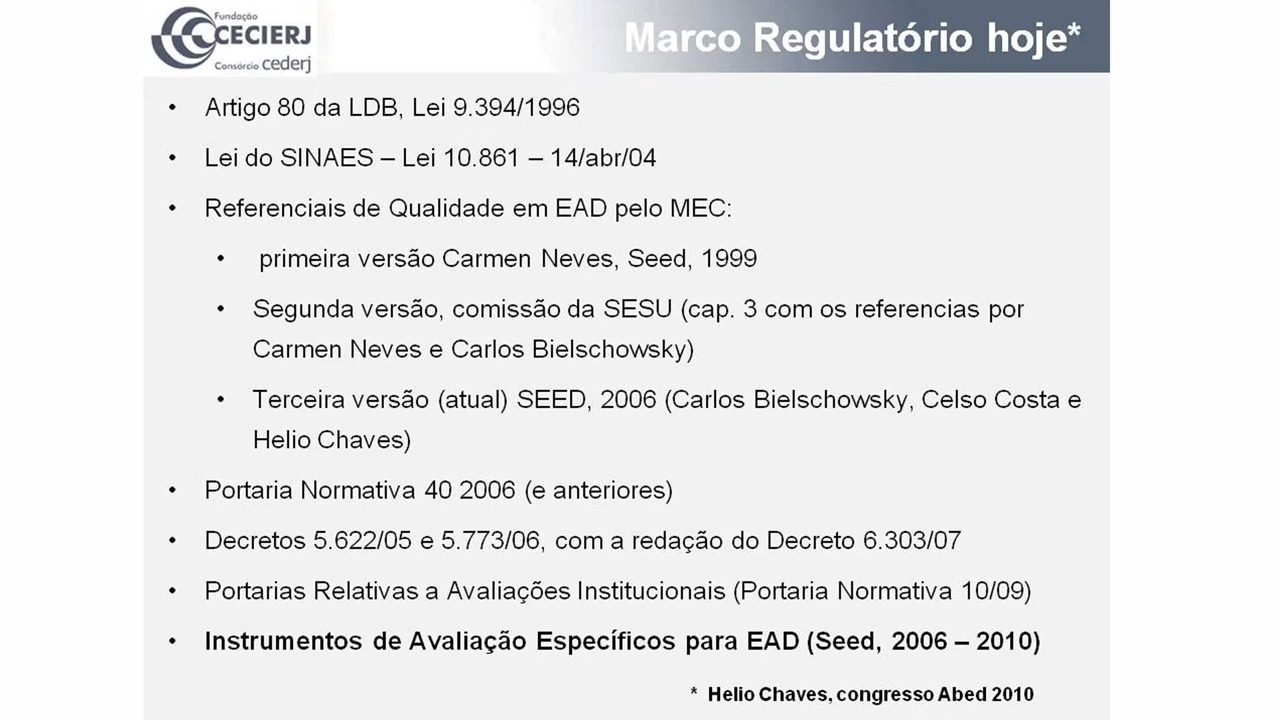 Fundação
CECIERJ
Consórcio cederj
Marco Regulatório hoje*
• Artigo 80 da LDB, Lei 9.394/1996
• Lei do SINAES – Lei 10.861 – 14/abr/04
• Referenciais de Qualidade em EAD pelo MEC:
• primeira versão Carmen Neves, Seed, 1999
• Segunda versão, comissão da SESU (cap. 3 com os referencias por
Carmen Neves e Carlos Bielschowsky)
• Terceira versão (atual) SEED, 2006 (Carlos Bielschowsky, Celso Costa e
Helio Chaves)
• Portaria Normativa 40 2006 (e anteriores)
• Decretos 5.622/05 e 5.773/06, com a redação do Decreto 6.303/07
• Portarias Relativas a Avaliações Institucionais (Portaria Normativa 10/09)
• Instrumentos de Avaliação Específicos para EAD (Seed, 2006 – 2010)
* Helio Chaves, congresso Abed 2010